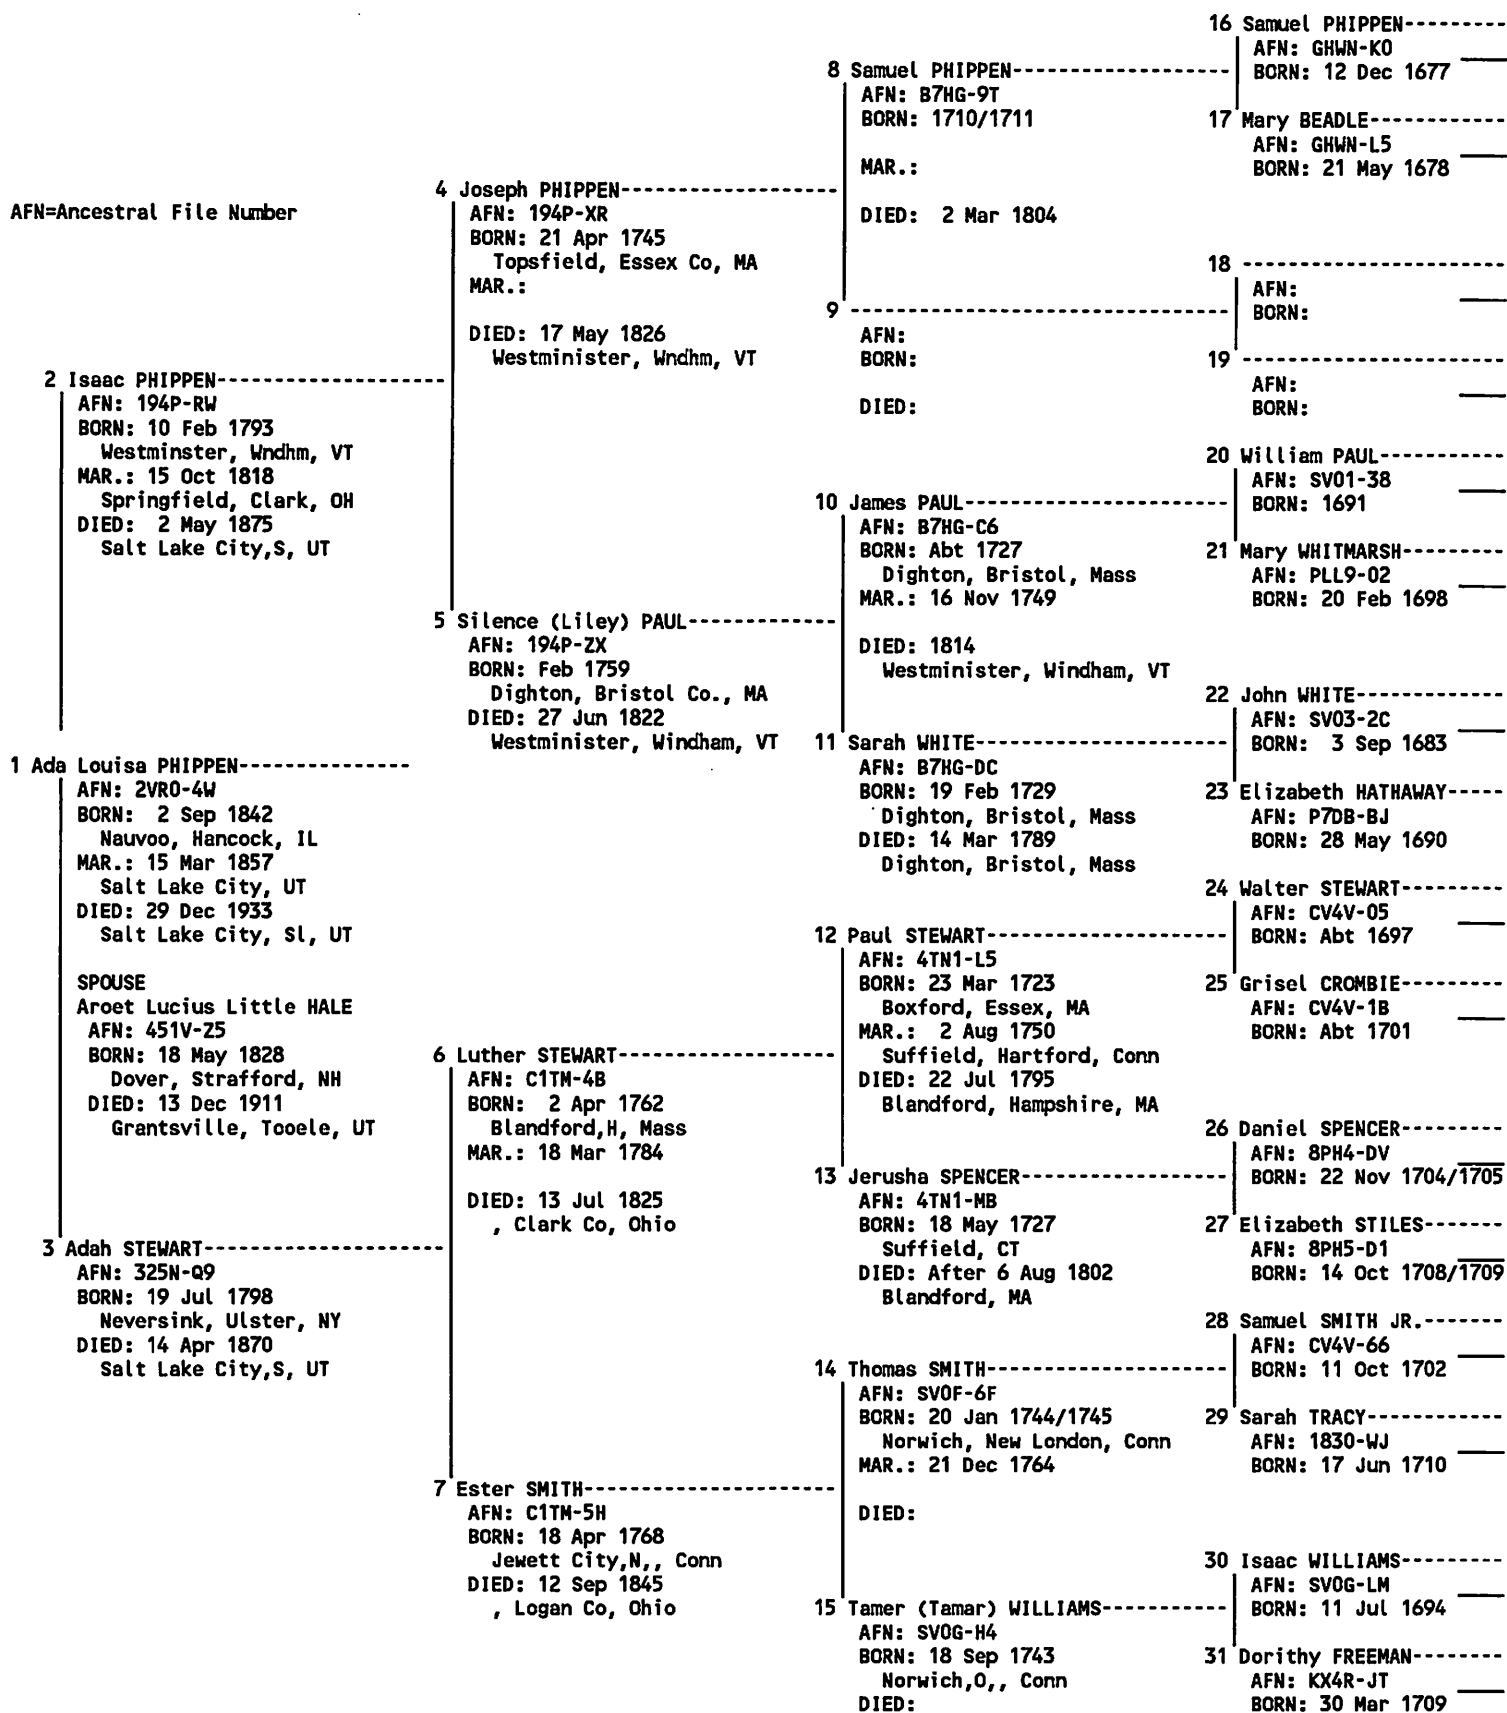 AFN=Ancestral File Number
1 Ada Louisa PHIPPEN--------------
AFN: 2VR0-4W
BORN: 2 Sep 1842
Nauvoo, Hancock, IL
MAR.: 15 Mar 1857
Salt Lake City, UT
DIED: 29 Dec 1933
Salt Lake City, Sl, UT
SPOUSE
Aroet Lucius Little HALE
AFN: 451V-Z5
BORN: 18 May 1828
Dover, Strafford, NH
DIED: 13 Dec 1911
Grantsville, Tooele, UT
2 Isaac PHIPPEN-------------------
AFN: 194P-RW
BORN: 10 Feb 1793
Westminster, Wndhm, VT
MAR.: 15 Oct 1818
Springfield, Clark, OH
DIED: 2 May 1875
Salt Lake City,S, UT
3 Adah STEWART--------------------
AFN: 325N-Q9
BORN: 19 Jul 1798
Neversink, Ulster, NY
DIED: 14 Apr 1870
Salt Lake City,S, UT
4 Joseph PHIPPEN------------------
AFN: 194P-XR
BORN: 21 Apr 1745
Topsfield, Essex Co, MA
MAR.:
DIED: 17 May 1826
Westminister, Wndhm, VT
5 Silence (Liley) PAUL------------
AFN: 194P-ZX
BORN: Feb 1759
Dighton, Bristol Co., MA
DIED: 27 Jun 1822
Westminister, Windham, VT
6 Luther STEWART------------------
AFN: C1TM-4B
BORN: 2 Apr 1762
Blandford,H, Mass
MAR.: 18 Mar 1784
DIED: 13 Jul 1825
, Clark Co, Ohio
7 Ester SMITH---------------------
AFN: C1TM-5H
BORN: 18 Apr 1768
Jewett City,N,, Conn
DIED: 12 Sep 1845
, Logan Co, Ohio
8 Samuel PHIPPEN------------------
AFN: B7HG-9T
BORN: 1710/1711
MAR.:
DIED: 2 Mar 1804
9 --------------------------------
AFN:
BORN:
DIED:
10 James PAUL----------------------
AFN: B7HG-C6
BORN: Abt 1727
Dighton, Bristol, Mass
MAR.: 16 Nov 1749
DIED: 1814
Westminister, Windham, VT
11 Sarah WHITE---------------------
AFN: B7HG-DC
BORN: 19 Feb 1729
Dighton, Bristol, Mass
DIED: 14 Mar 1789
Dighton, Bristol, Mass
12 Paul STEWART--------------------
AFN: 4TN1-L5
BORN: 23 Mar 1723
Boxford, Essex, MA
MAR.: 2 Aug 1750
Suffield, Hartford, Conn
DIED: 22 Jul 1795
Blandford, Hampshire, MA
13 Jerusha SPENCER-----------------
AFN: 4TN1-MB
BORN: 18 May 1727
Suffield, CT
DIED: After 6 Aug 1802
Blandford, MA
14 Thomas SMITH--------------------
AFN: SV0F-6F
BORN: 20 Jan 1744/1745
Norwich, New London, Conn
MAR.: 21 Dec 1764
DIED:
15 Tamer (Tamar) WILLIAMS----------
AFN: SV0G-H4
BORN: 18 Sep 1743
Norwich,O,, Conn
DIED:
16 Samuel PHIPPEN---------
AFN: GHWN-K0
BORN: 12 Dec 1677
17 Mary BEADLE------------
AFN: GHWN-L5
BORN: 21 May 1678
18 -----------------------
AFN:
BORN:
19 -----------------------
AFN:
BORN:
20 William PAUL-----------
AFN: SV01-38
BORN: 1691
21 Mary WHITMARSH---------
AFN: PLL9-02
BORN: 20 Feb 1698
22 John WHITE-------------
AFN: SV03-2C
BORN: 3 Sep 1683
23 Elizabeth HATHAWAY-----
AFN: P7DB-BJ
BORN: 28 May 1690
24 Walter STEWART---------
AFN: CV4V-05
BORN: Abt 1697
25 Grisel CROMBIE---------
AFN: CV4V-1B
BORN: Abt 1701
26 Daniel SPENCER---------
AFN: 8PH4-DV
BORN: 22 Nov 1704/1705
27 Elizabeth STILES-------
AFN: 8PH5-D1
BORN: 14 Oct 1708/1709
28 Samuel SMITH JR.-------
AFN: CV4V-66
BORN: 11 Oct 1702
29 Sarah TRACY------------
AFN: 1830-WJ
BORN: 17 Jun 1710
30 Isaac WILLIAMS---------
AFN: SV0G-LM
BORN: 11 Jul 1694
31 Dorithy FREEMAN--------
AFN: KX4R-JT
BORN: 30 Mar 1709